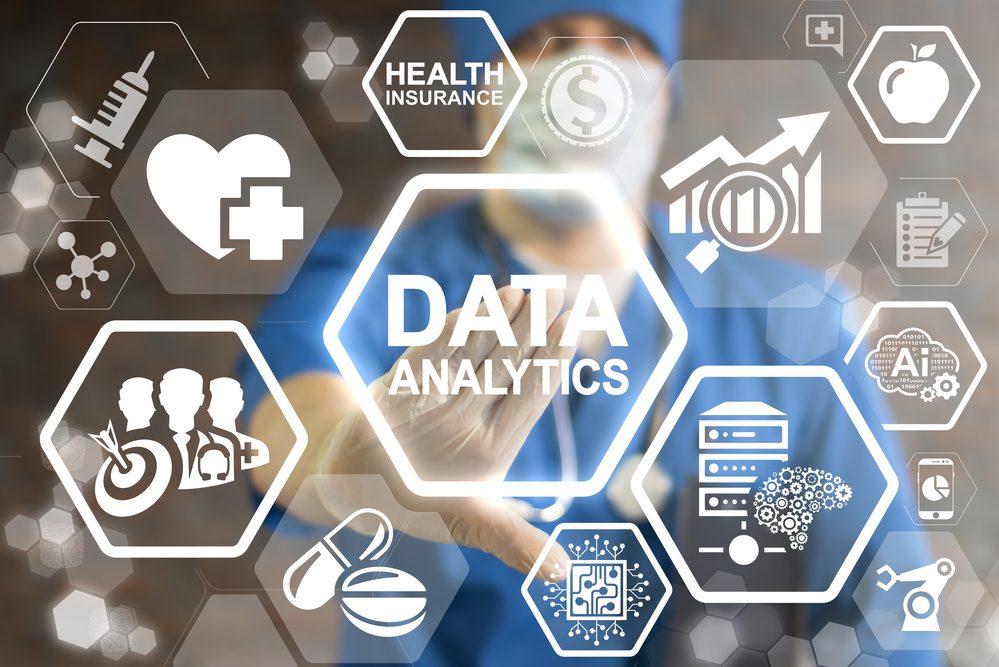 HEALTH
INSURANCE
$
DATA
ANALYTICS
Ai